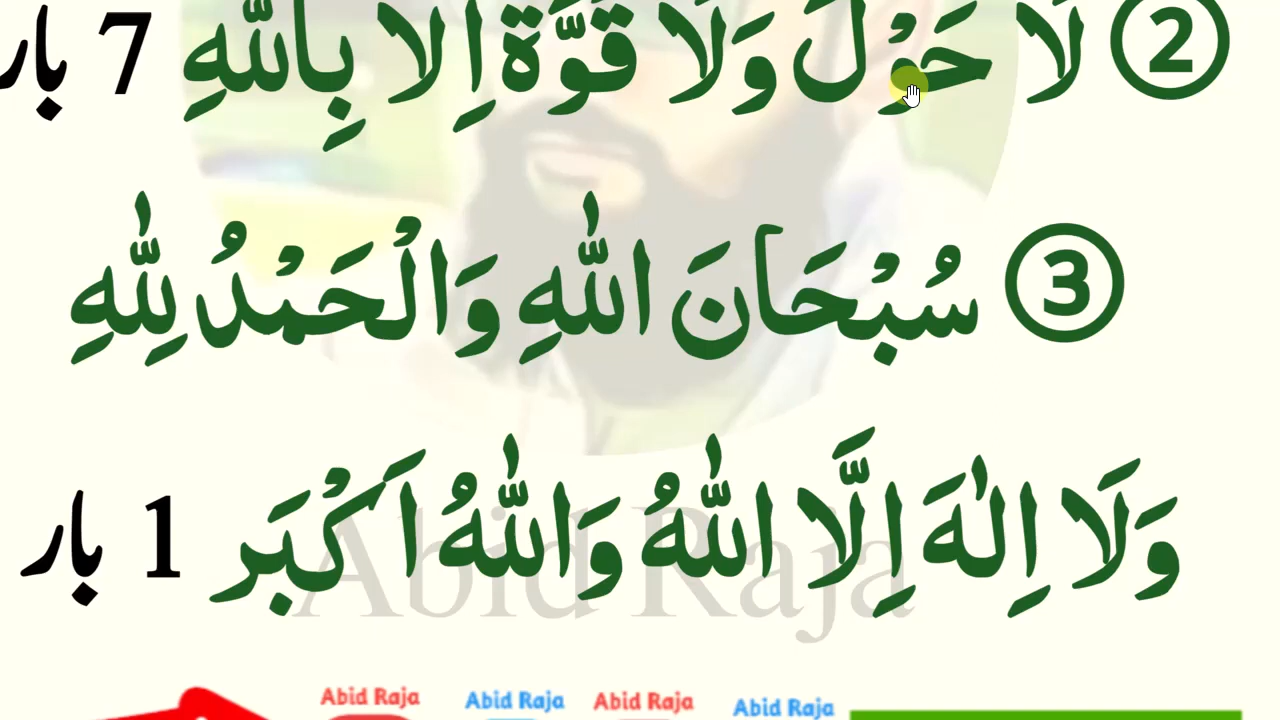 ② لَا حَوْلَ وَلَا قُوَّةَ اِلَّا بِاللّٰهِ 7 بار
③ سُبْحَانَ اللّٰهِ وَالْحَمْدُ لِلّٰهِ
وَلَا اِلٰهَ اِلَّا اللّٰهُ وَاللّٰهُ اَکْبَر 1 بار
Abid Raja
Abid Raja Abid Raja Abid Raja Abid Raja